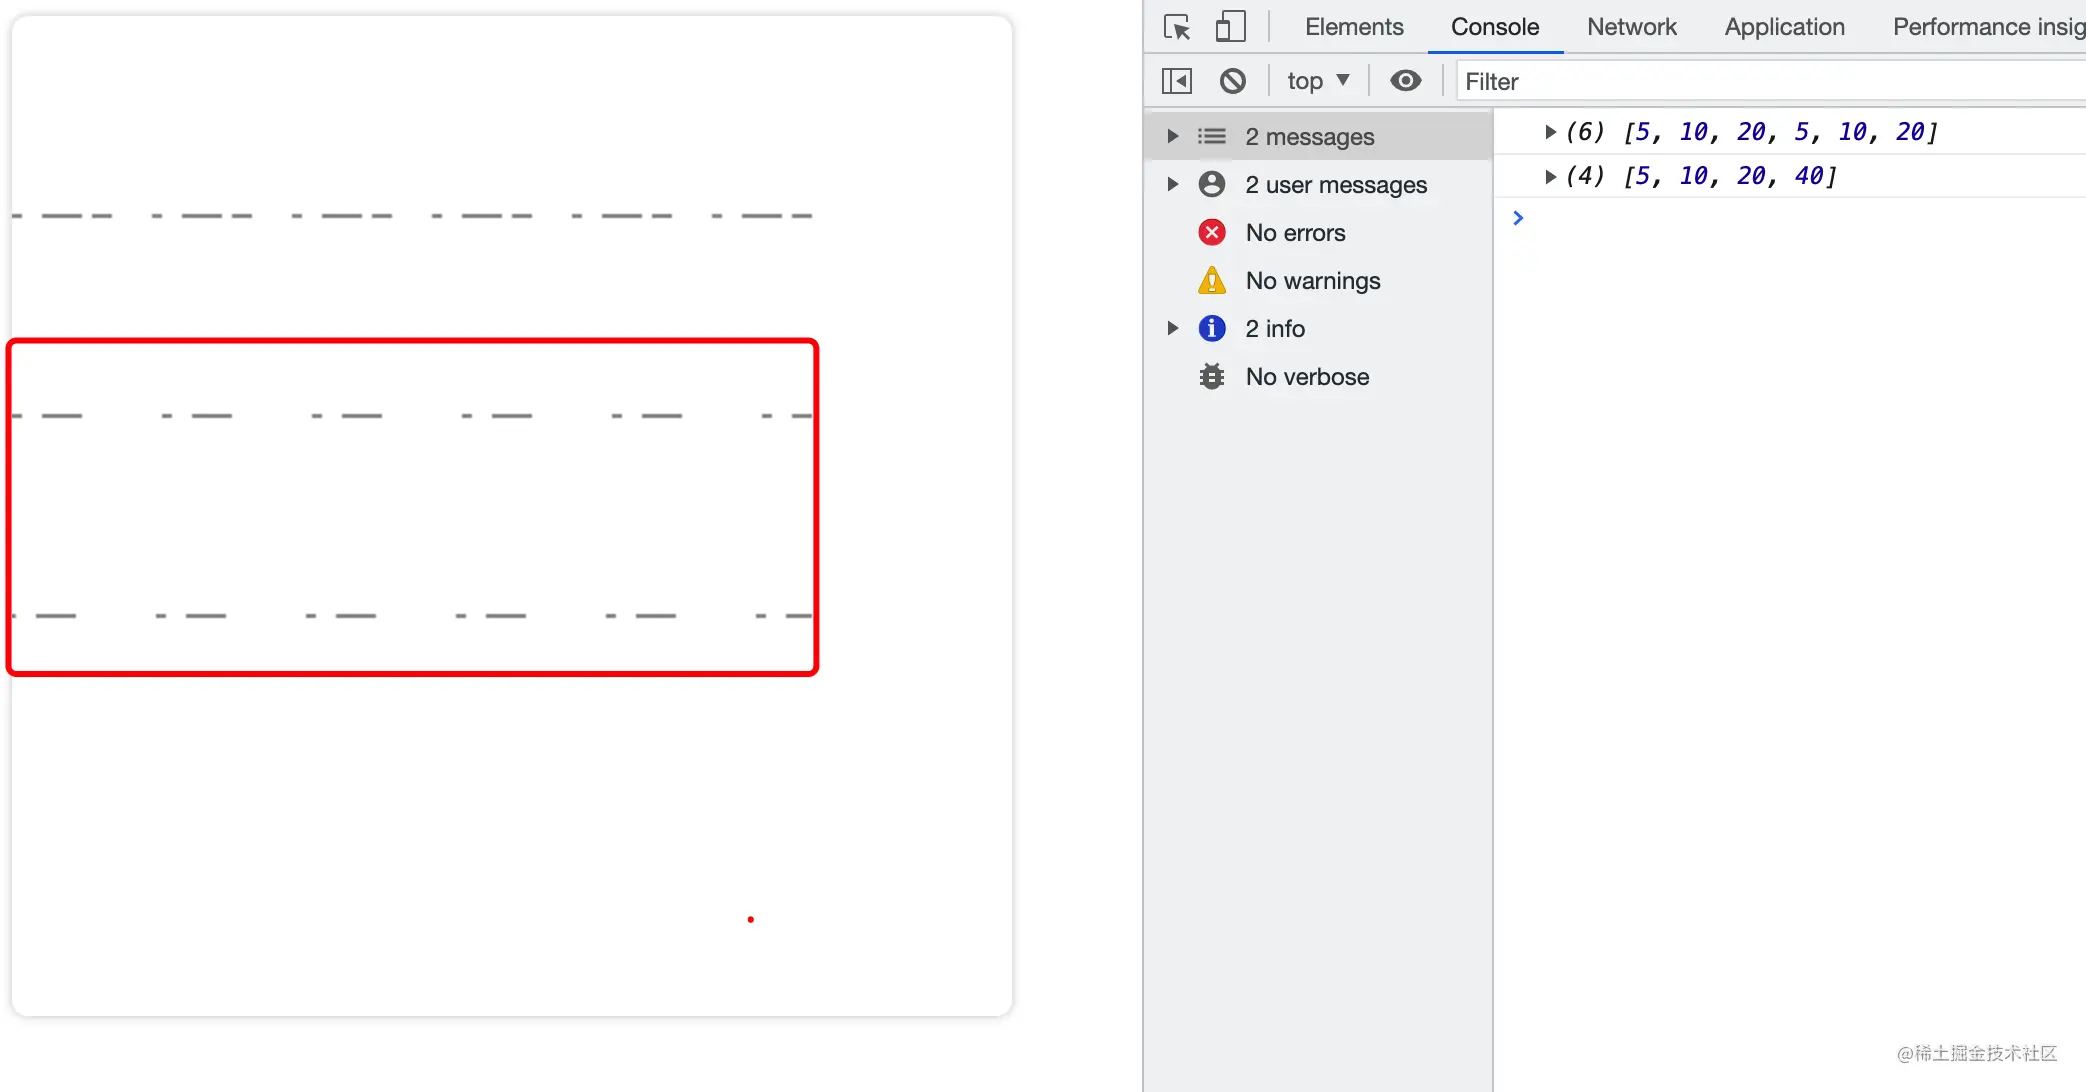 Elements Console Network Application Performance insig
top Filter
2 messages
2 user messages
No errors
No warnings
2 info
No verbose
(6) [5, 10, 20, 5, 10, 20]
(4) [5, 10, 20, 40]
@稀土掘金技术社区